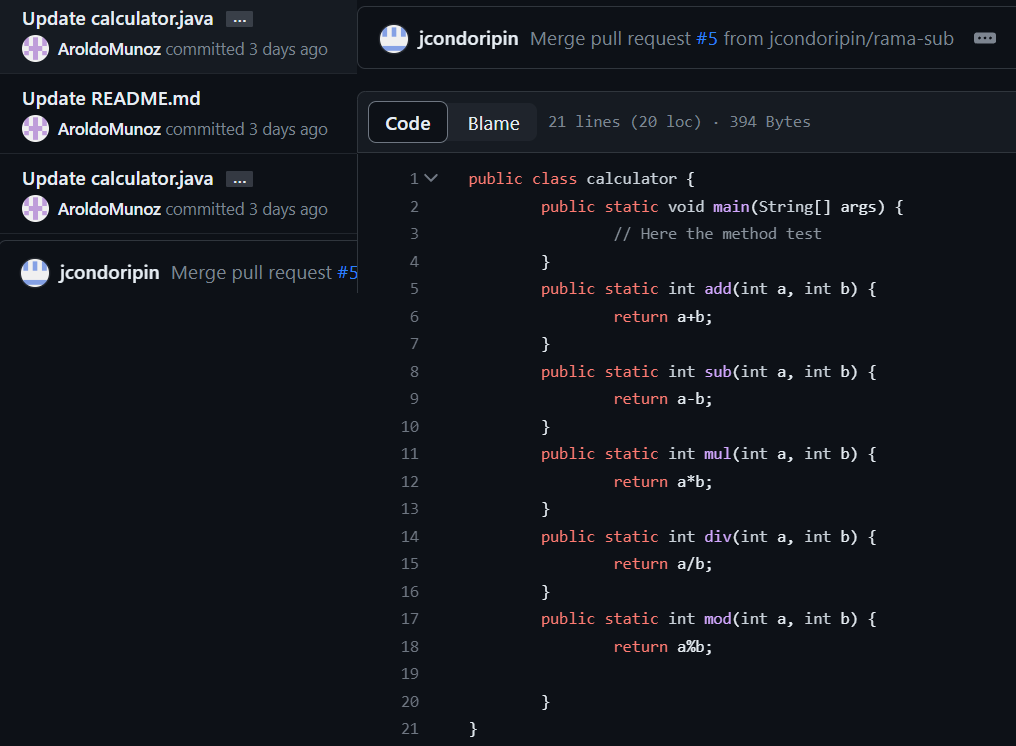 Update calculator.java ...
AroldoMunoz committed 3 days ago
Update README.md
AroldoMunoz committed 3 days ago
Update calculator.java ...
AroldoMunoz committed 3 days ago
jcondoripin Merge pull request #5
jcondoripin Merge pull request #5 from jcondoripin/rama-sub ...
Code Blame 21 lines (20 loc) · 394 Bytes
1 public class calculator {
2 public static void main(String[] args) {
3 // Here the method test
4 }
5 public static int add(int a, int b) {
6 return a+b;
7 }
8 public static int sub(int a, int b) {
9 return a-b;
10 }
11 public static int mul(int a, int b) {
12 return a*b;
13 }
14 public static int div(int a, int b) {
15 return a/b;
16 }
17 public static int mod(int a, int b) {
18 return a%b;
19
20 }
21 }